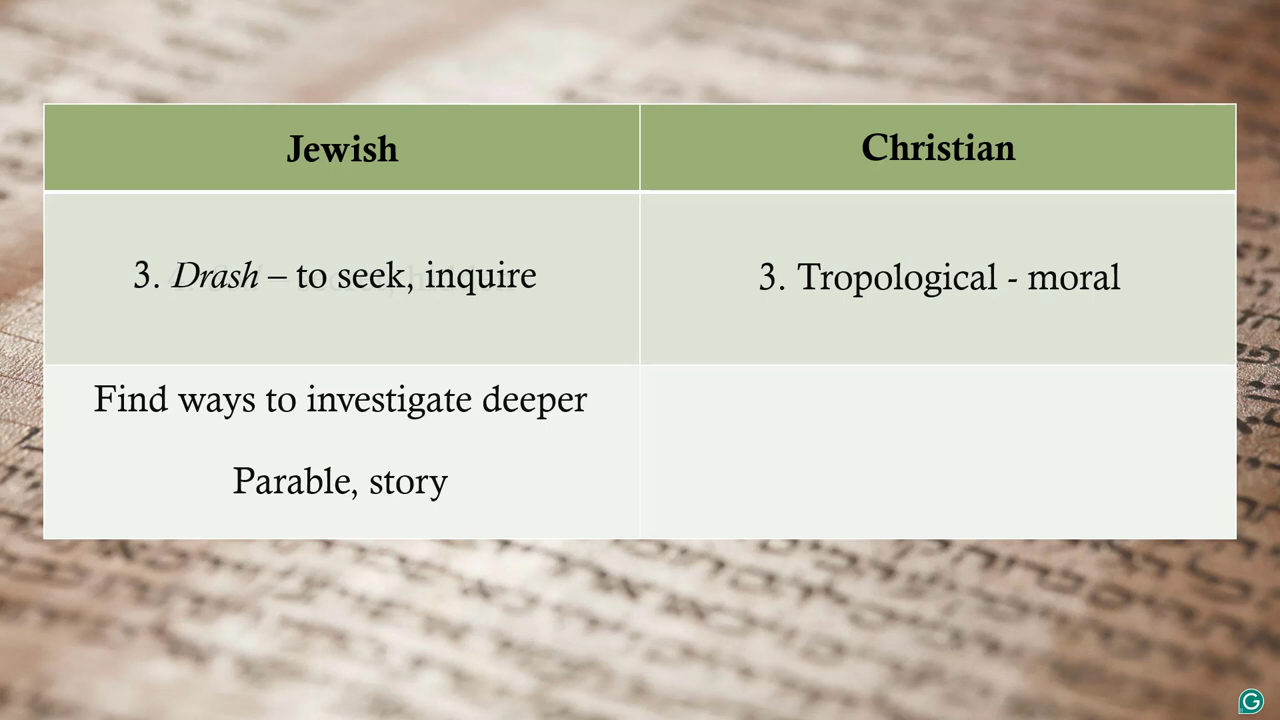 Jewish
Christian
3. Drash – to seek, inquire
3. Tropological - moral
Find ways to investigate deeper
Parable, story